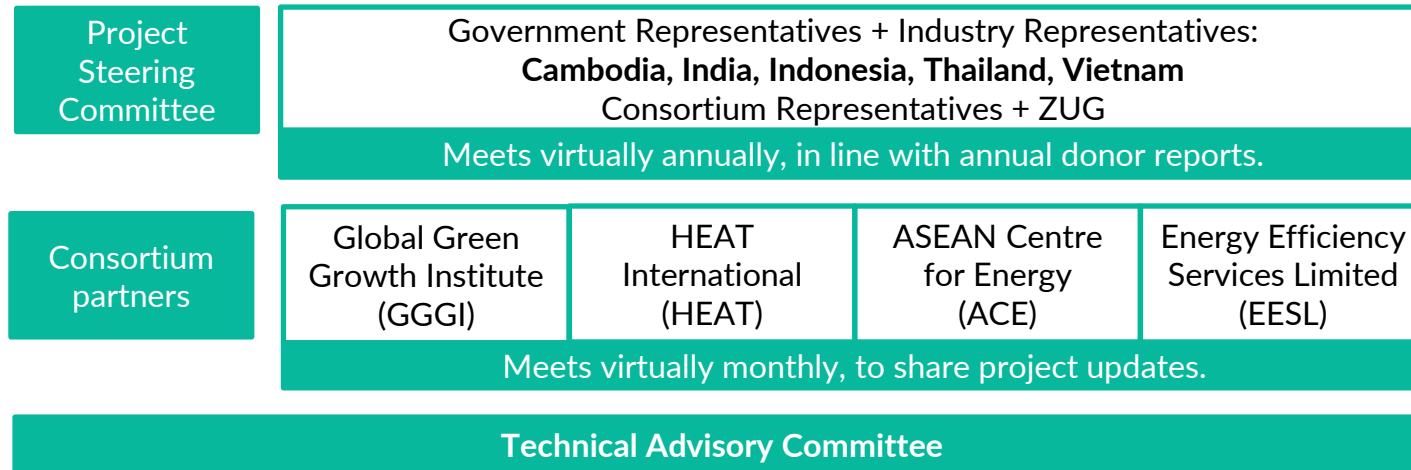 Project
Steering
Committee
Government Representatives + Industry Representatives:
Cambodia, India, Indonesia, Thailand, Vietnam
Consortium Representatives + ZUG
Meets virtually annually, in line with annual donor reports.
Consortium
partners
Global Green
Growth Institute
(GGGI)
HEAT
International
(HEAT)
ASEAN Centre
for Energy
(ACE)
Energy Efficiency
Services Limited
(EESL)
Meets virtually monthly, to share project updates.
Technical Advisory Committee